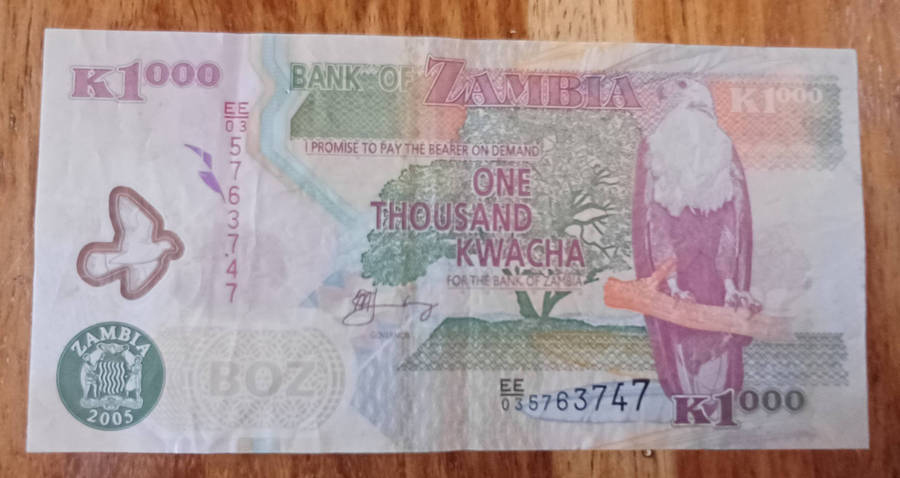 K1000
BANK OF ZAMBIA
K1000
EE
03
5763747
I PROMISE TO PAY THE BEARER ON DEMAND
ONE
THOUSAND
KWACHA
FOR THE BANK OF ZAMBIA
GOVERNOR
ZAMBIA
2005
BOZ
EE
03 5763747
K1000